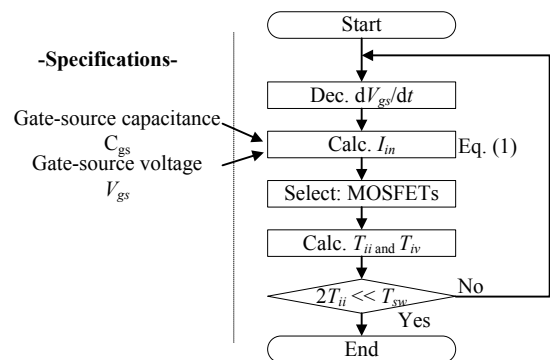 Start
-Specifications-
Dec. dVgs/dt
Gate-source capacitance
Cgs
Calc. Iin
Eq. (1)
Gate-source voltage
Vgs
Select: MOSFETs
Calc. Tii and Tiv
2Tii << Tsw
No
Yes
End